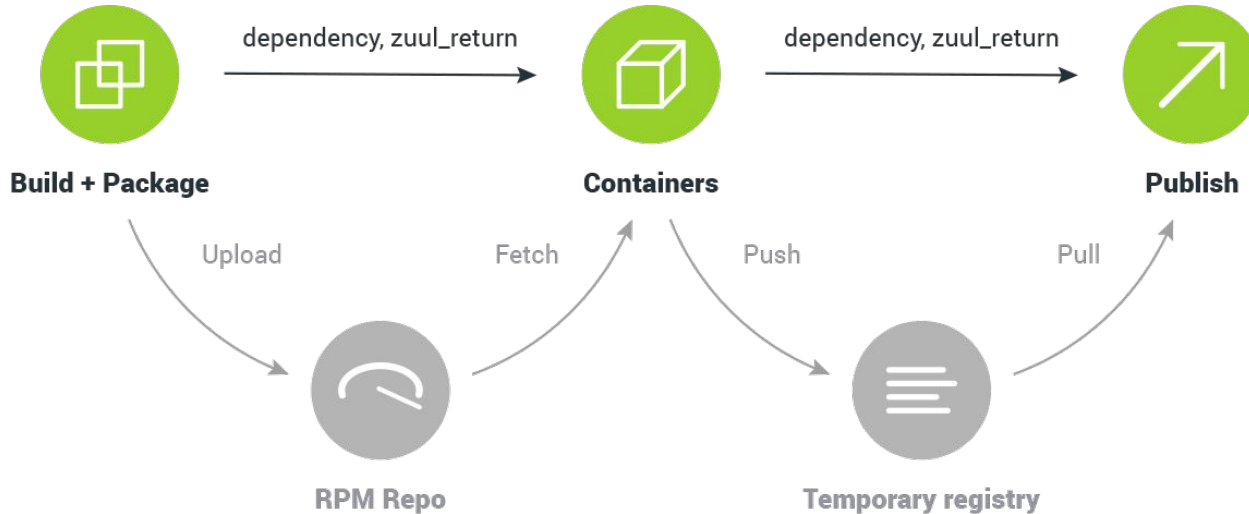 dependency, zuul_return
dependency, zuul_return
Build + Package
Containers
Publish
Upload
Fetch
Push
Pull
RPM Repo
Temporary registry